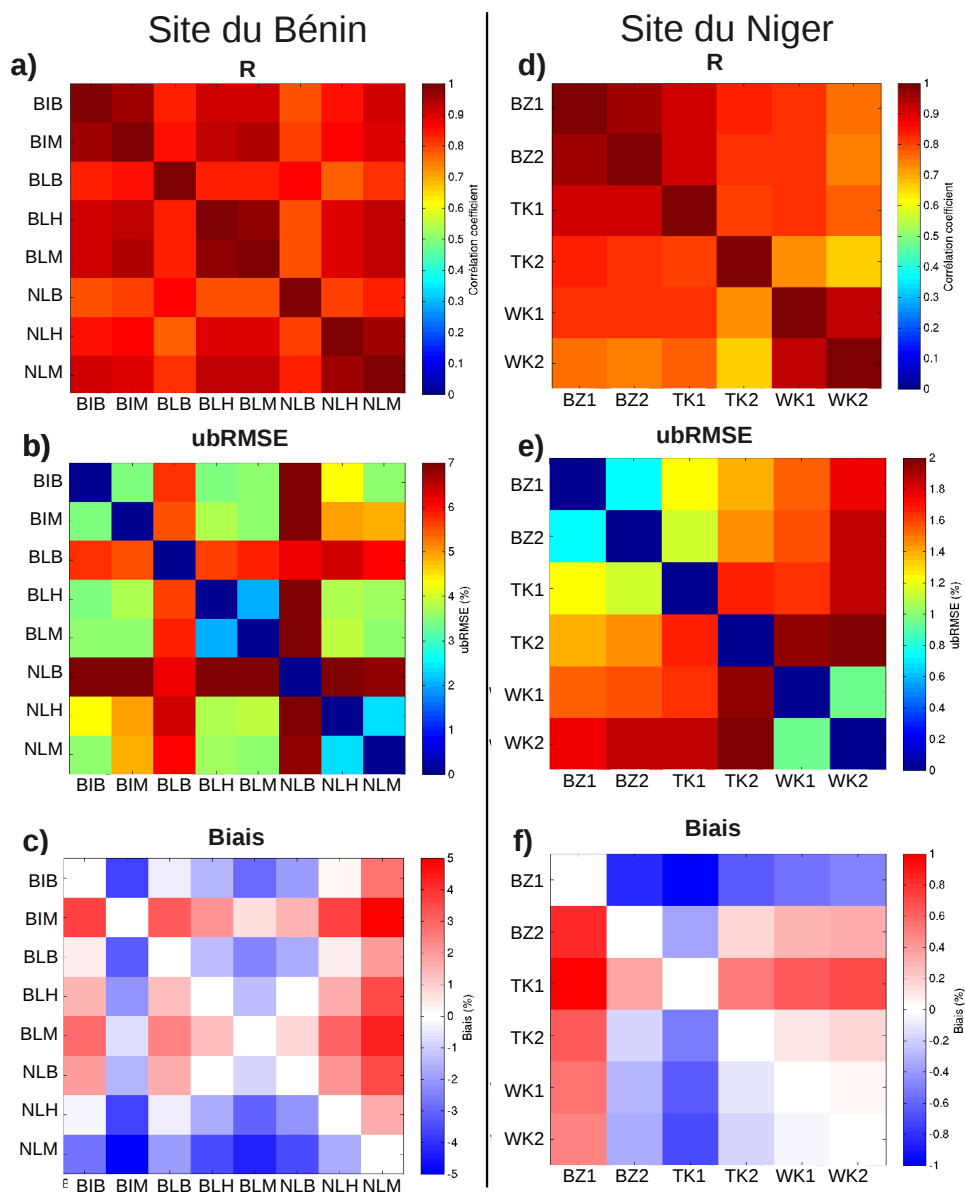 Site du Bénin
Site du Niger
a)
R
BIB
BIM
BLB
BLH
BLM
NLB
NLH
NLM
BIB BIM BLB BLH BLM NLB NLH NLM
1
0.9
0.8
0.7
0.6
0.5
0.4
0.3
0.2
0.1
0
Corrélation coefficient
d)
R
BZ1
BZ2
TK1
TK2
WK1
WK2
BZ1 BZ2 TK1 TK2 WK1 WK2
1
0.9
0.8
0.7
0.6
0.5
0.4
0.3
0.2
0.1
0
Corrélation coefficient
b)
ubRMSE
BIB
BIM
BLB
BLH
BLM
NLB
NLH
NLM
BIB BIM BLB BLH BLM NLB NLH NLM
7
6
5
4
3
2
1
0
ubRMSE (%)
e)
ubRMSE
BZ1
BZ2
TK1
TK2
WK1
WK2
BZ1 BZ2 TK1 TK2 WK1 WK2
2
1.8
1.6
1.4
1.2
1
0.8
0.6
0.4
0.2
0
ubRMSE (%)
c)
Biais
BIB
BIM
BLB
BLH
BLM
NLB
NLH
NLM
BIB BIM BLB BLH BLM NLB NLH NLM
5
4
3
2
1
0
-1
-2
-3
-4
-5
Biais (%)
f)
Biais
BZ1
BZ2
TK1
TK2
WK1
WK2
BZ1 BZ2 TK1 TK2 WK1 WK2
1
0.8
0.6
0.4
0.2
0
-0.2
-0.4
-0.6
-0.8
-1
Biais (%)